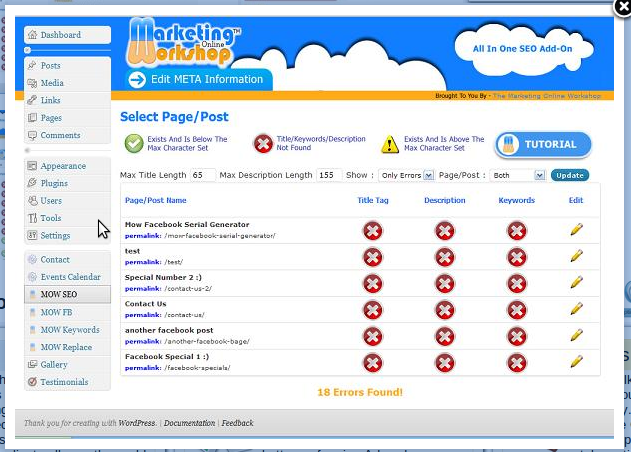 Dashboard
Posts
Media
Links
Pages
Comments
Appearance
Plugins
Users
Tools
Settings
Contact
Events Calendar
MOW SEO
MOW FB
MOW Keywords
MOW Replace
Gallery
Testimonials
Marketing™
Online
Workshop
Edit META Information
All In One SEO Add-On
Brought To You By - The Marketing Online Workshop
Select Page/Post
Exists And Is Below The
Max Character Set
Title/Keywords/Description
Not Found
Exists And Is Above The
Max Character Set
TUTORIAL
Max Title Length 65 Max Description Length 155 Show : Only Errors Page/Post : Both Update
Page/Post Name Title Tag Description Keywords Edit
Mow Facebook Serial Generator
permalink: /mow-facebook-serial-generator/
test
permalink: /test/
Special Number 2 :)
permalink: /contact-us-2/
Contact Us
permalink: /contact-us/
another facebook post
permalink: /another-facebook-bage/
Facebook Special 1 :)
permalink: /facebook-specials/
18 Errors Found!
Thank you for creating with WordPress. | Documentation | Feedback